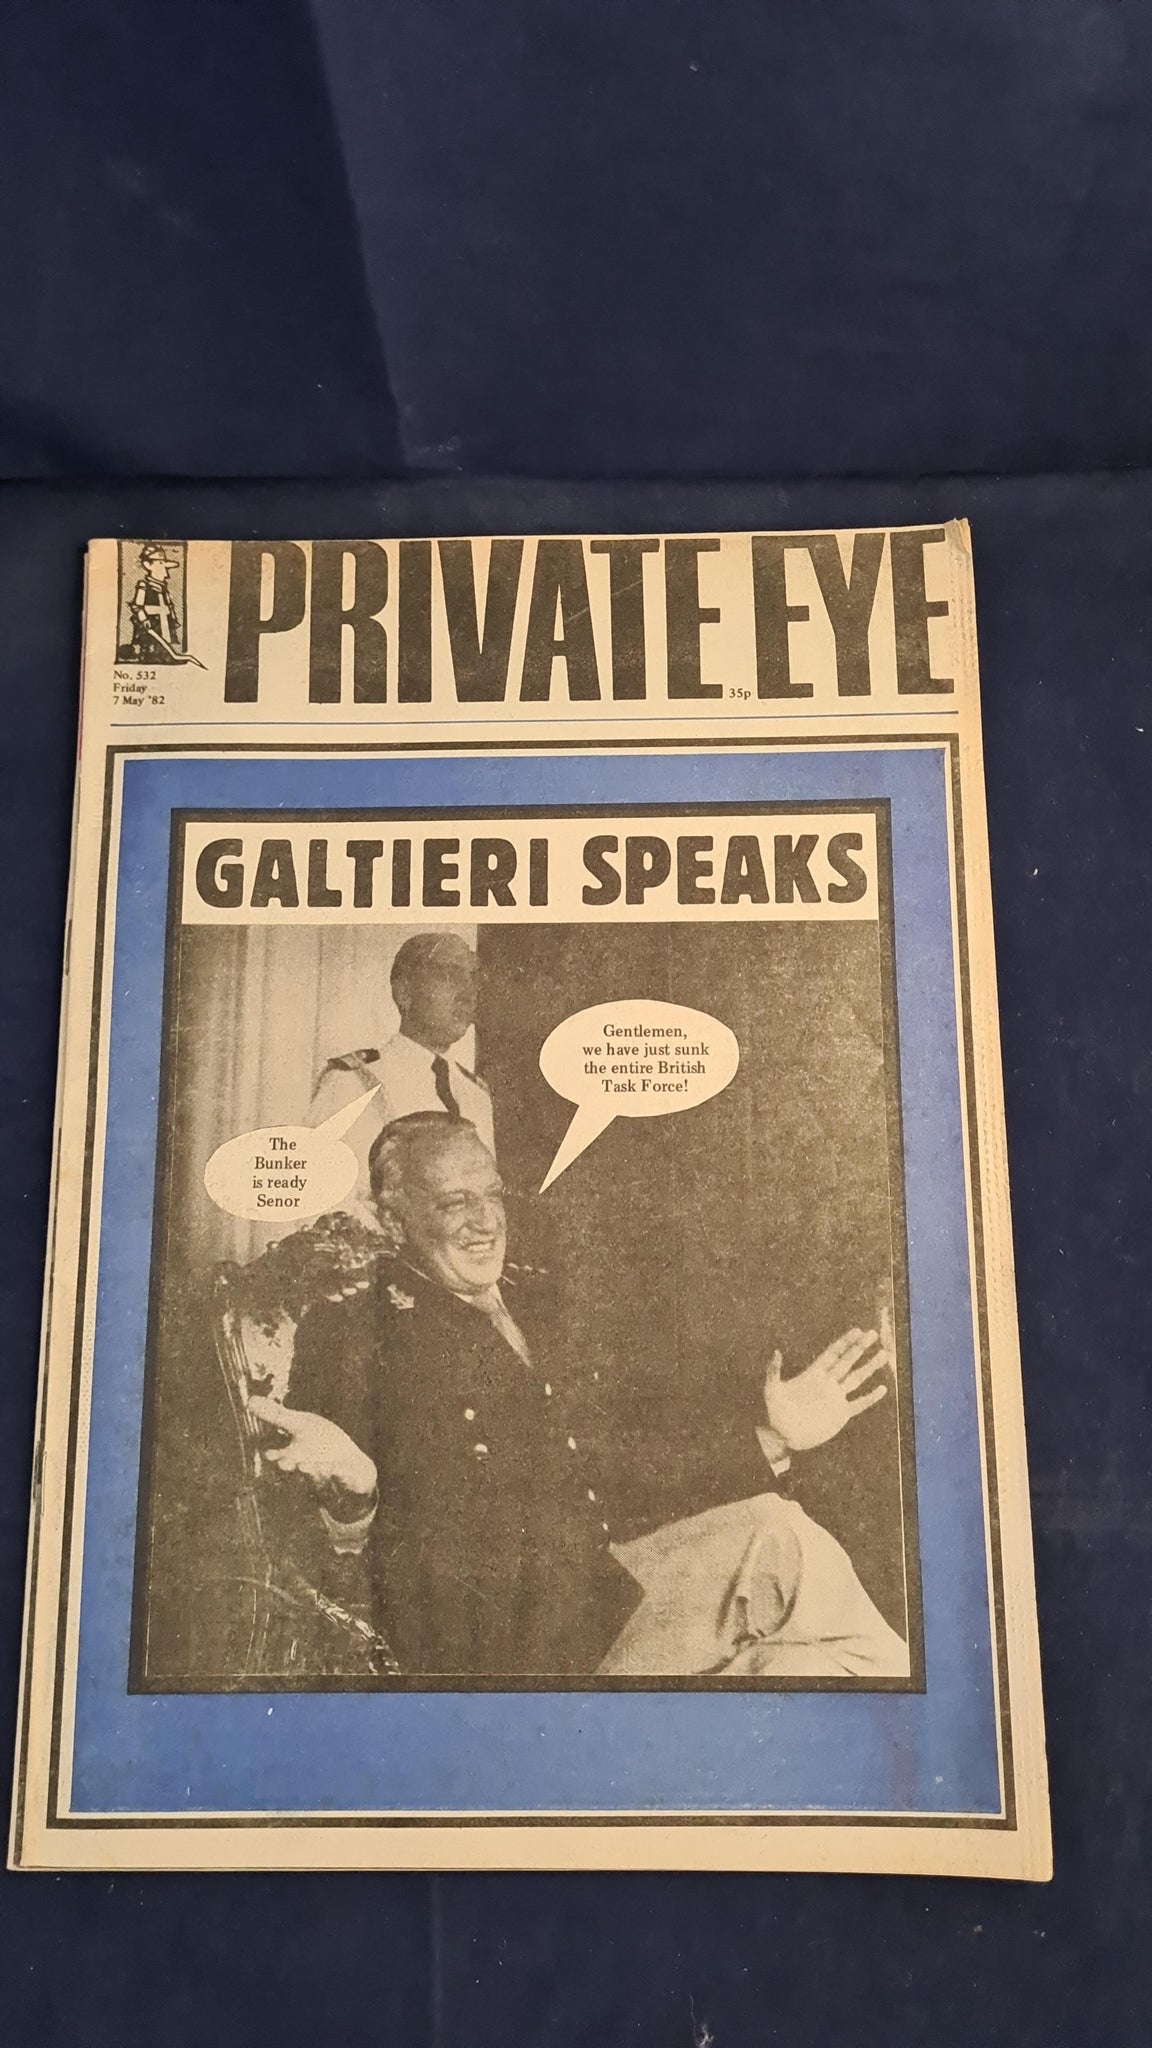 PRIVATE EYE
No. 532
Friday
7 May '82
35p
GALTIERI SPEAKS
Gentlemen,
we have just sunk
the entire British
Task Force!
The
Bunker
is ready
Senor